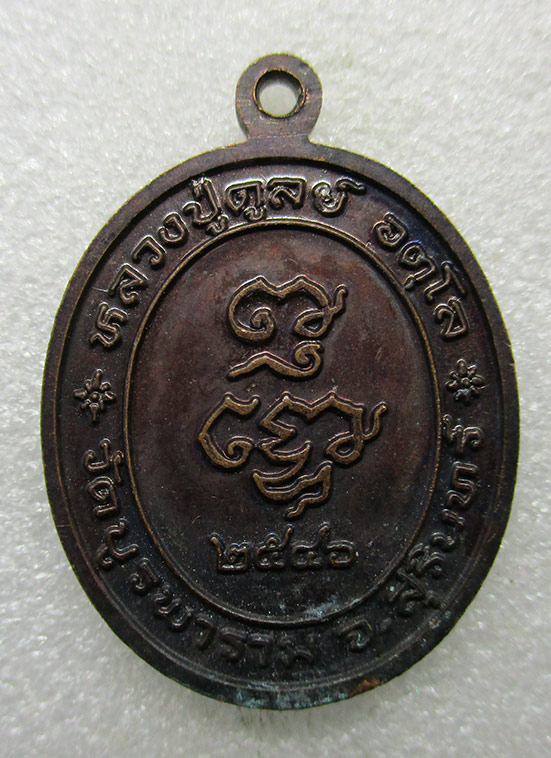 หลวงปู่ดูลย์ อตุโล
๒๕๔๖
วัดบูรพาราม จ.สุรินทร์